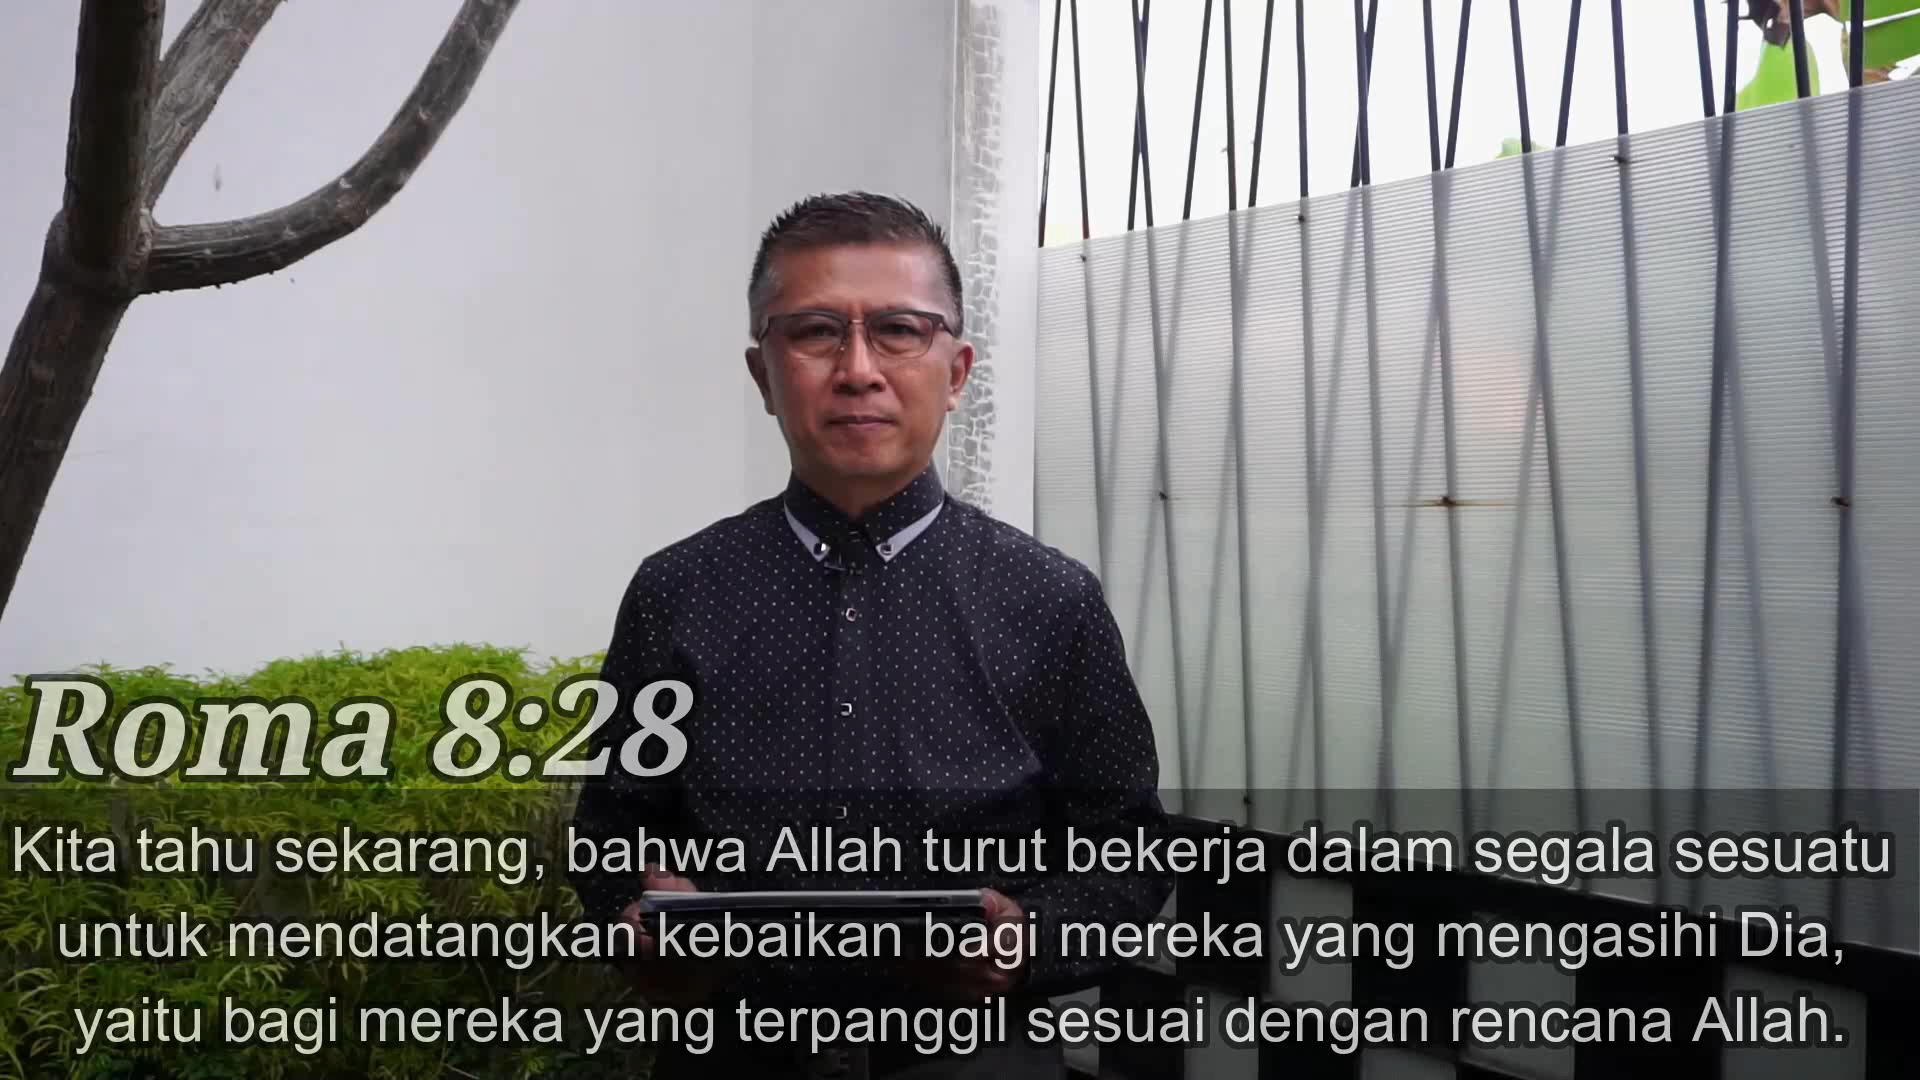 Roma 8:28
Kita tahu sekarang, bahwa Allah turut bekerja dalam segala sesuatu
untuk mendatangkan kebaikan bagi mereka yang mengasihi Dia,
yaitu bagi mereka yang terpanggil sesuai dengan rencana Allah.